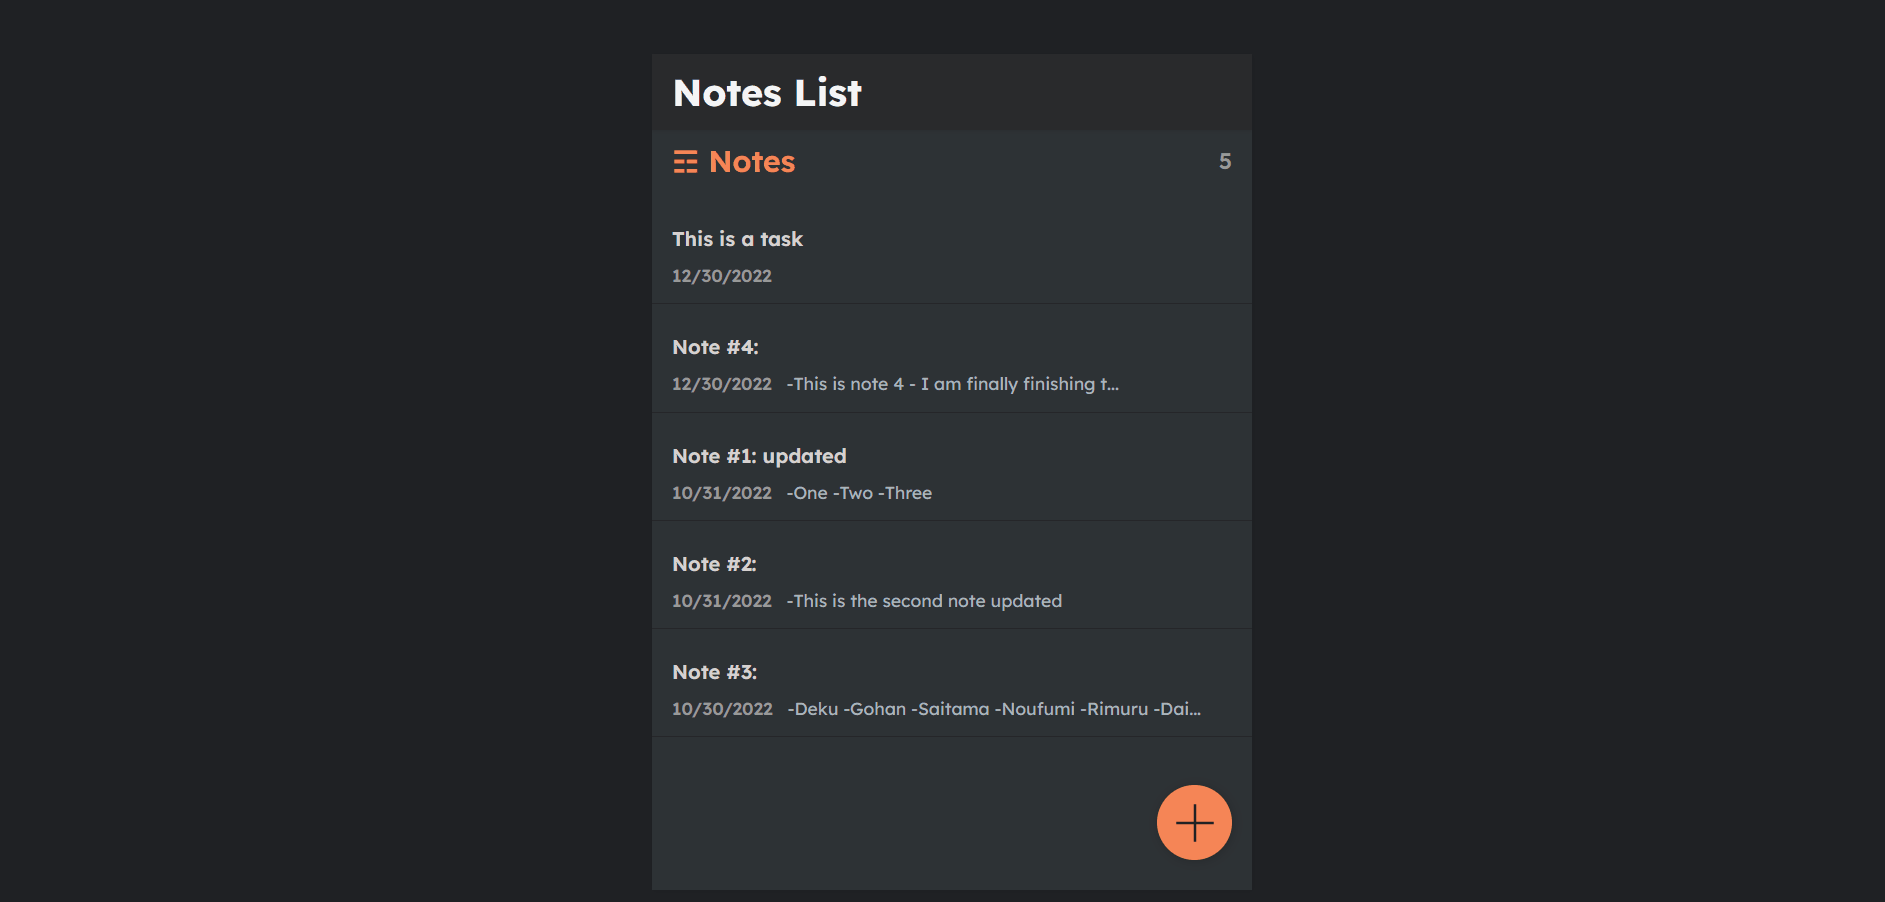 Notes List
Notes 5
This is a task
12/30/2022
Note #4:
12/30/2022 -This is note 4 - I am finally finishing t...
Note #1: updated
10/31/2022 -One -Two -Three
Note #2:
10/31/2022 -This is the second note updated
Note #3:
10/30/2022 -Deku -Gohan -Saitama -Noufumi -Rimuru -Dai...